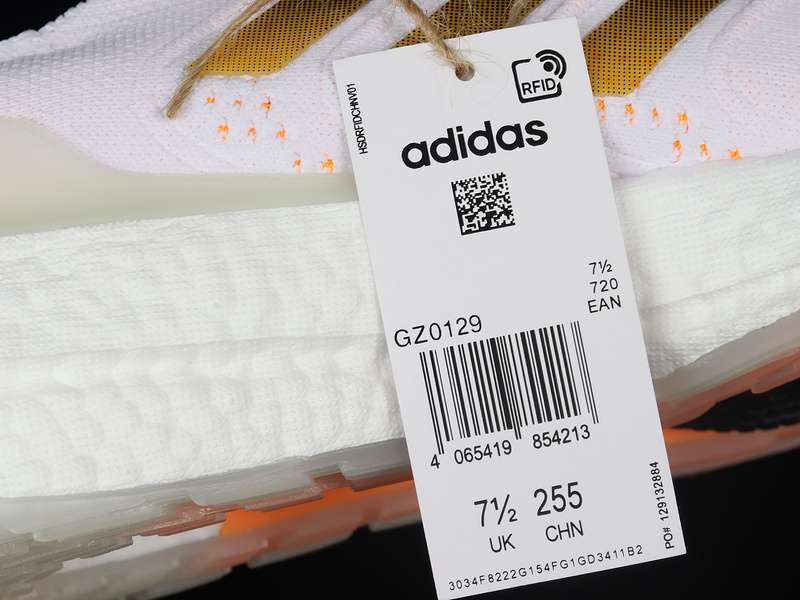 HSDRFIDCHNV01
RFID
adidas
7½
720
EAN
GZ0129
4 065419 854213
7½ 255
UK CHN
PO# 129132884
3034F8222G154FG1GD3411B2